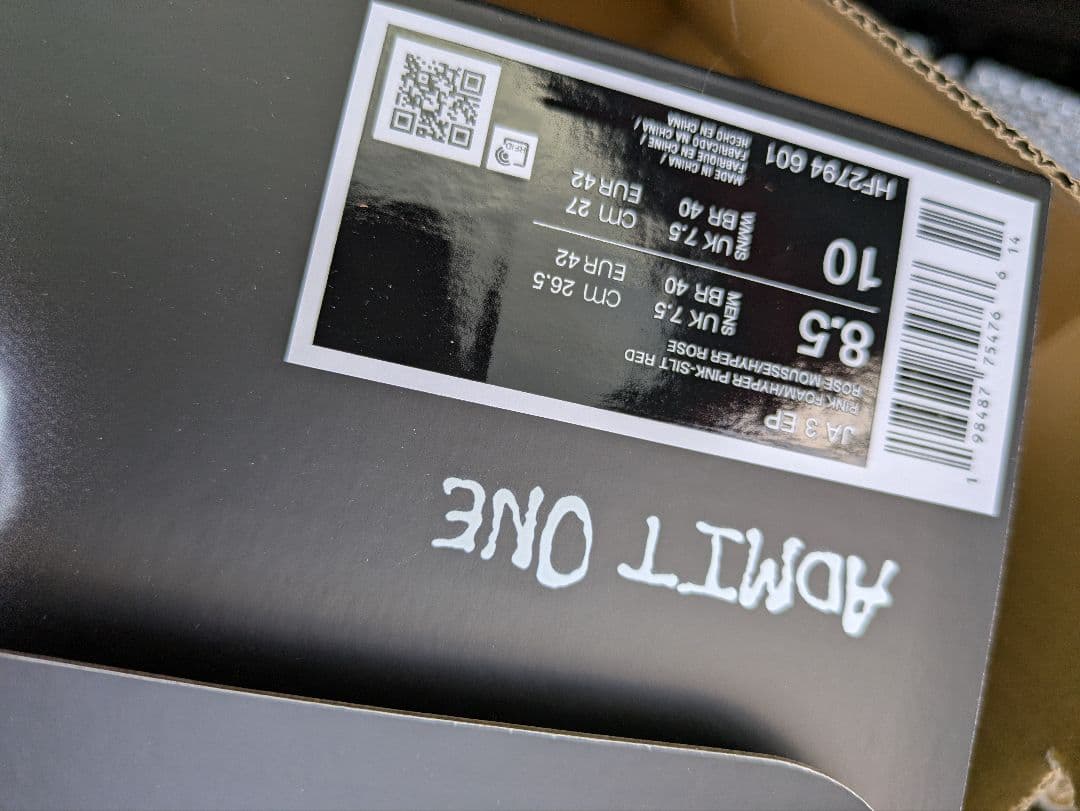 JA 3 EP
PINK FOAM/HYPER PINK-SILT RED
ROSE MOUSSE/HYPER ROSE
8.5
MENS
UK 7.5
BR 40
cm 26.5
EUR 42
10
WMNS
UK 7.5
BR 40
cm 27
EUR 42
HF2794 601
MADE IN CHINA /
FABRIQUE EN CHINE /
FABRICADO NA CHINA /
HECHO EN CHINA
RFID
1 98487 75476 6 14
ADMIT ONE